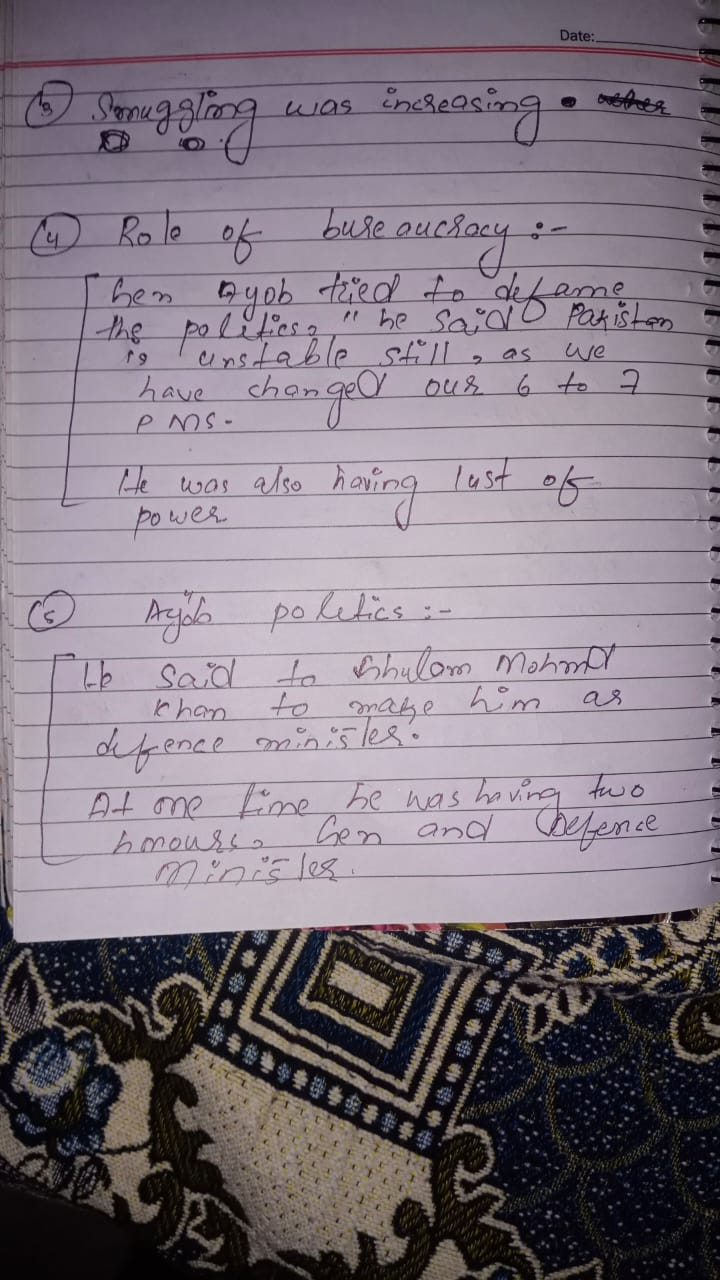 Date:
(3) Smuggling was increasing.
(4) Role of bureaucracy :-
Gen Ayob tried to defame
the politics, " he said Pakistan
is unstable still, as we
have changed our 6 to 7
PMs.
He was also having lust of
power
(5) Ayob poletics :-
He said to Ghulam Mohmd
Khan to make him as
defence minister.
At one time he was having two
hnours, Gen and Defence
Minister.